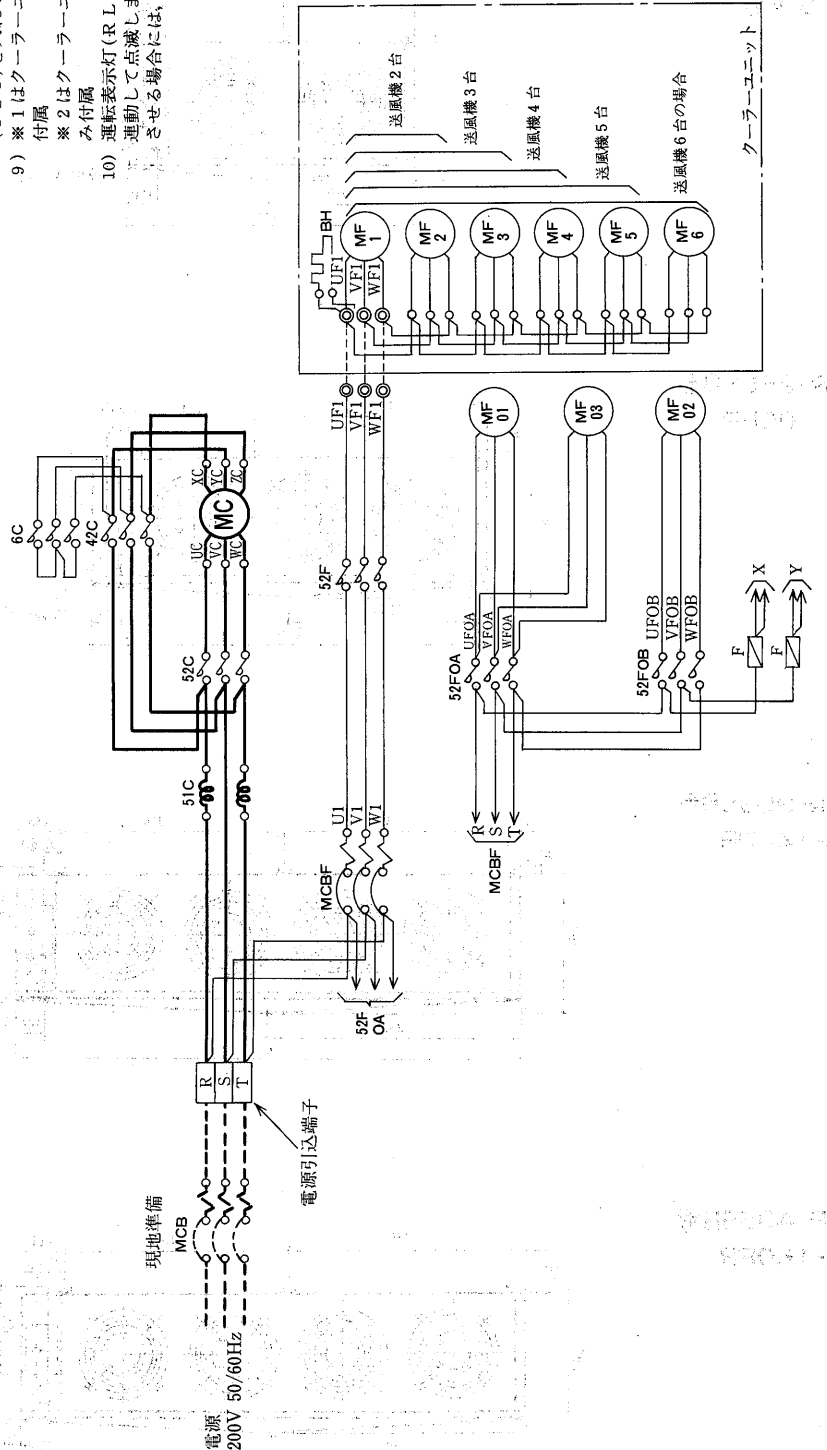 9) ※1はクーラーユニ
付属
※2はクーラーユニ
み付属
10) 運転表示灯(RL
連動して点滅しま
させる場合には,
電源
200V 50/60Hz
現地準備
MCB
電源引込端子
R
S
T
51C
52C
6C
42C
UC
VC
WC
MC
XC
YC
ZC
52F
OA
MCBF
U1
V1
W1
52F
UF1
VF1
WF1
UF1
VF1
WF1
BH
MF
1
MF
2
MF
3
MF
4
MF
5
MF
6
送風機2台
送風機3台
送風機4台
送風機5台
送風機6台の場合
クーラーユニット
MCBF
R
S
T
52FOA
UFOA
VFOA
WFOA
MF
01
MF
03
MF
02
52FOB
UFOB
VFOB
WFOB
F
X
F
Y